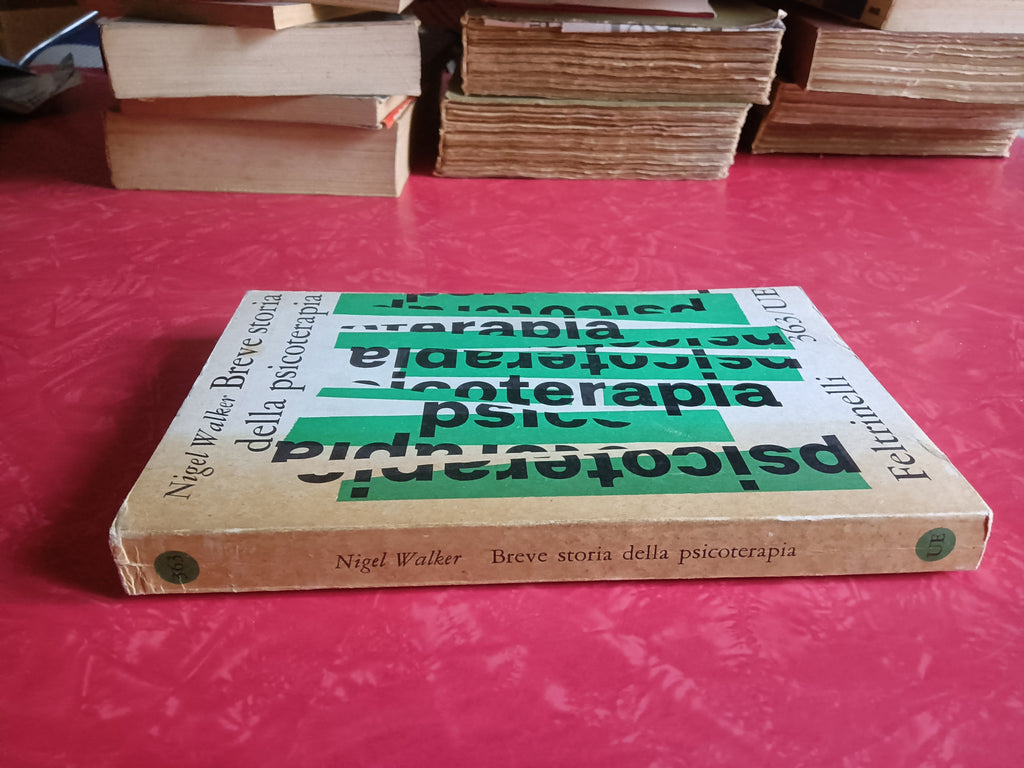 Nigel Walker Breve storia
della psicoterapia
psicoterapia
psicoterapia
psicoterapia
psicoterapia
psico
psicoterapia
Feltrinelli
363/UE
363
Nigel Walker Breve storia della psicoterapia
UE